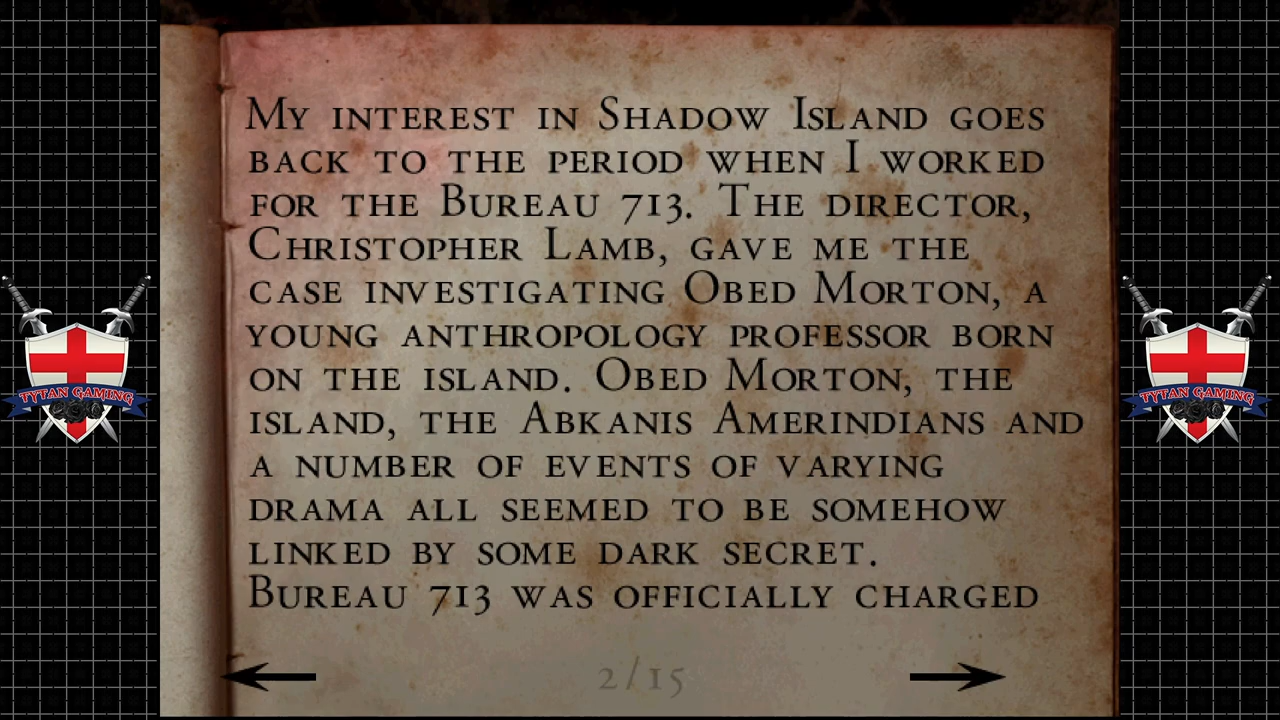 My interest in Shadow Island goes
back to the period when I worked
for the Bureau 713. The director,
Christopher Lamb, gave me the
case investigating Obed Morton, a
young anthropology professor born
on the island. Obed Morton, the
island, the Abkanis Amerindians and
a number of events of varying
drama all seemed to be somehow
linked by some dark secret.
Bureau 713 was officially charged
2/15
TYTAN GAMING
TYTAN GAMING